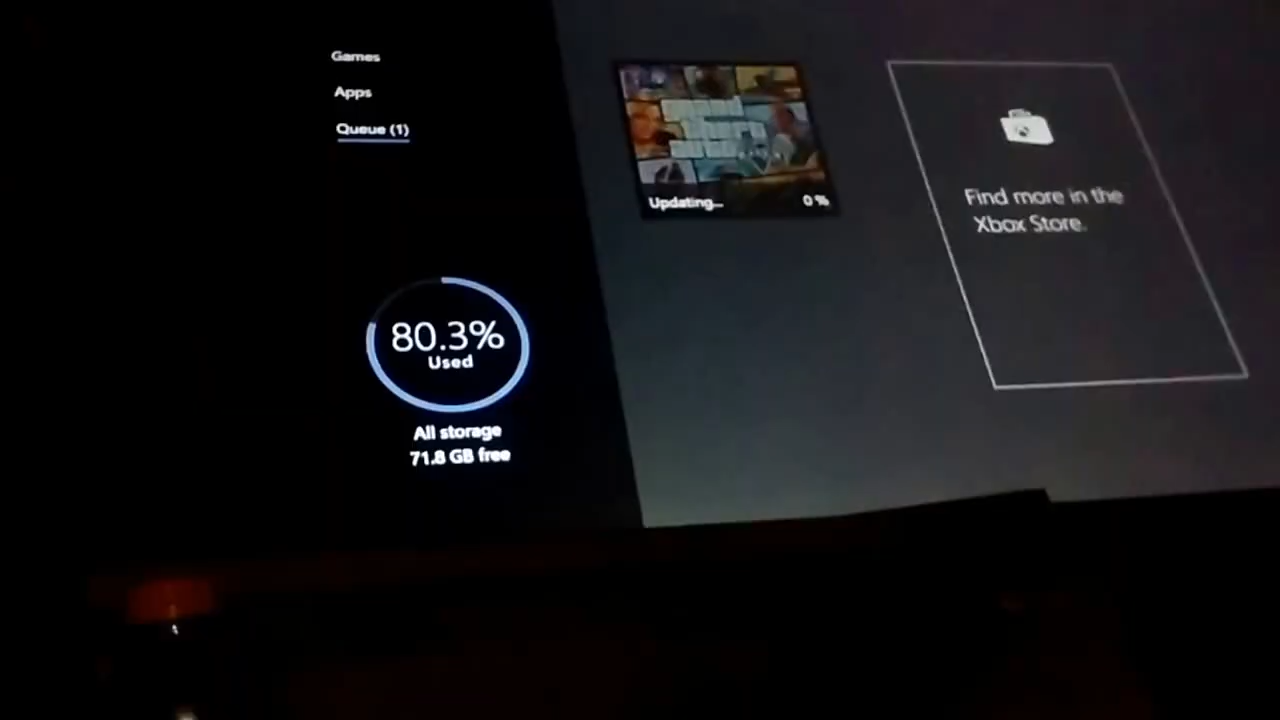 Games
Apps
Queue (1)
Updating...
0 %
Find more in the
Xbox Store.
80.3%
Used
All storage
71.8 GB free